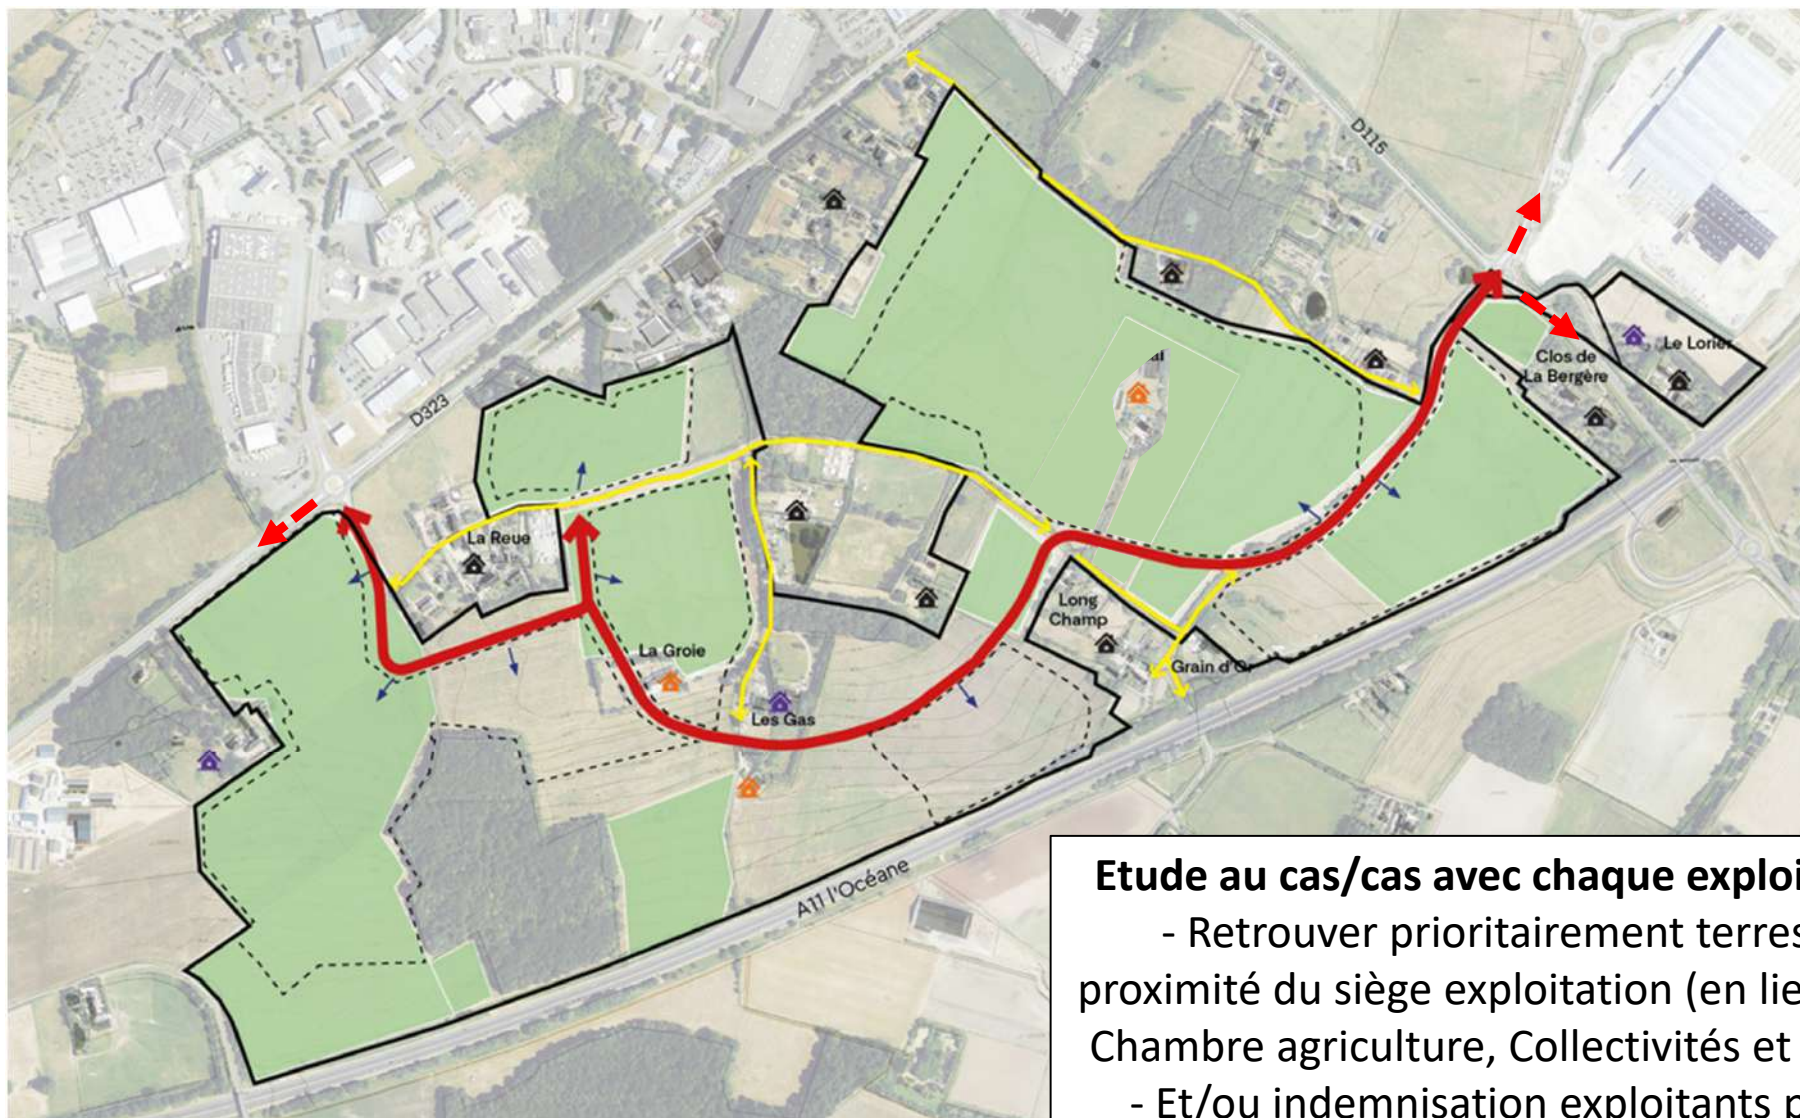 D115
D323
al
Le Lorier
Clos de
La Bergère
La Reue
Long
Champ
La Groie
Grain d'Or
Les Gas
A11 l'Océane
Etude au cas/cas avec chaque exploi
- Retrouver prioritairement terres
proximité du siège exploitation (en lie
Chambre agriculture, Collectivités et
- Et/ou indemnisation exploitants p